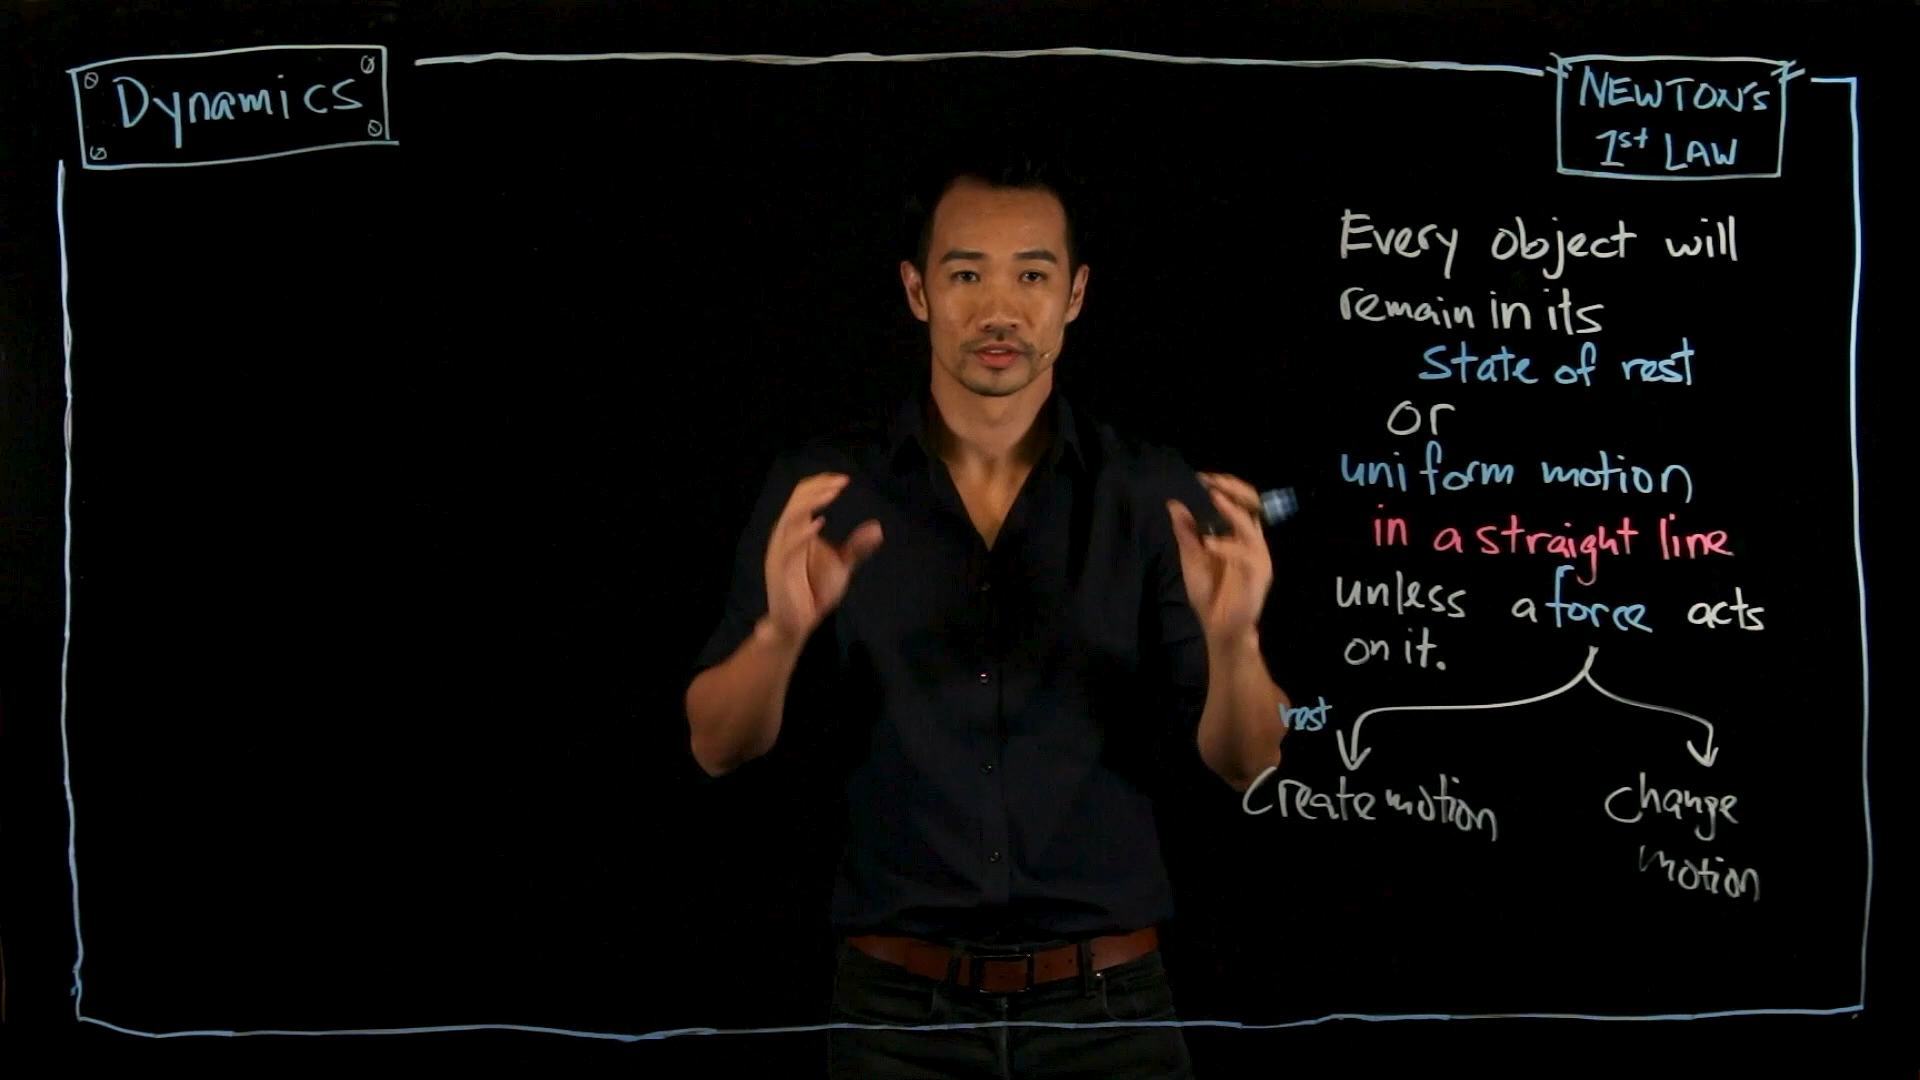 Dynamics
NEWTON'S
1st LAW
Every object will
remain in its
state of rest
or
uniform motion
in a straight line
unless a force acts
on it.
rest
Create motion
change
motion